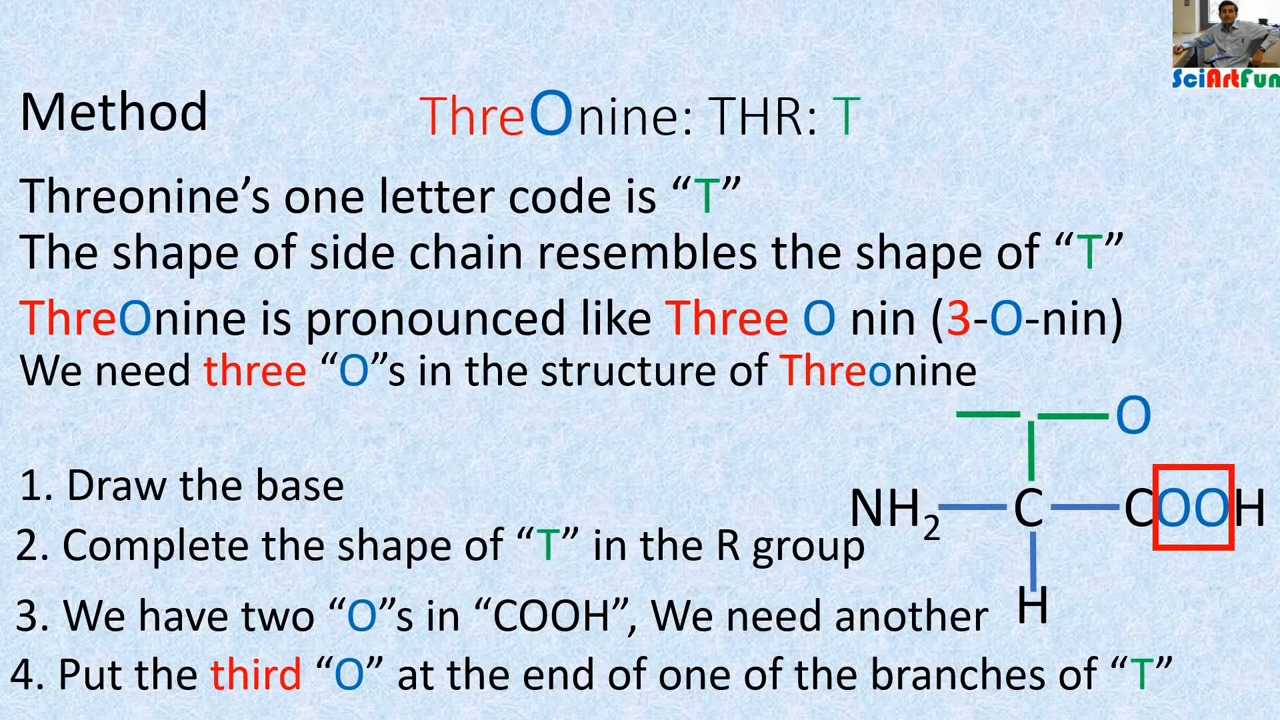 SciArtFun
Method
ThreOnine: THR: T
Threonine’s one letter code is “T”
The shape of side chain resembles the shape of “T”
ThreOnine is pronounced like Three O nin (3-O-nin)
We need three “O”s in the structure of Threonine
O
1. Draw the base
NH₂ C COOH
2. Complete the shape of “T” in the R group
H
3. We have two “O”s in “COOH”, We need another
4. Put the third “O” at the end of one of the branches of “T”